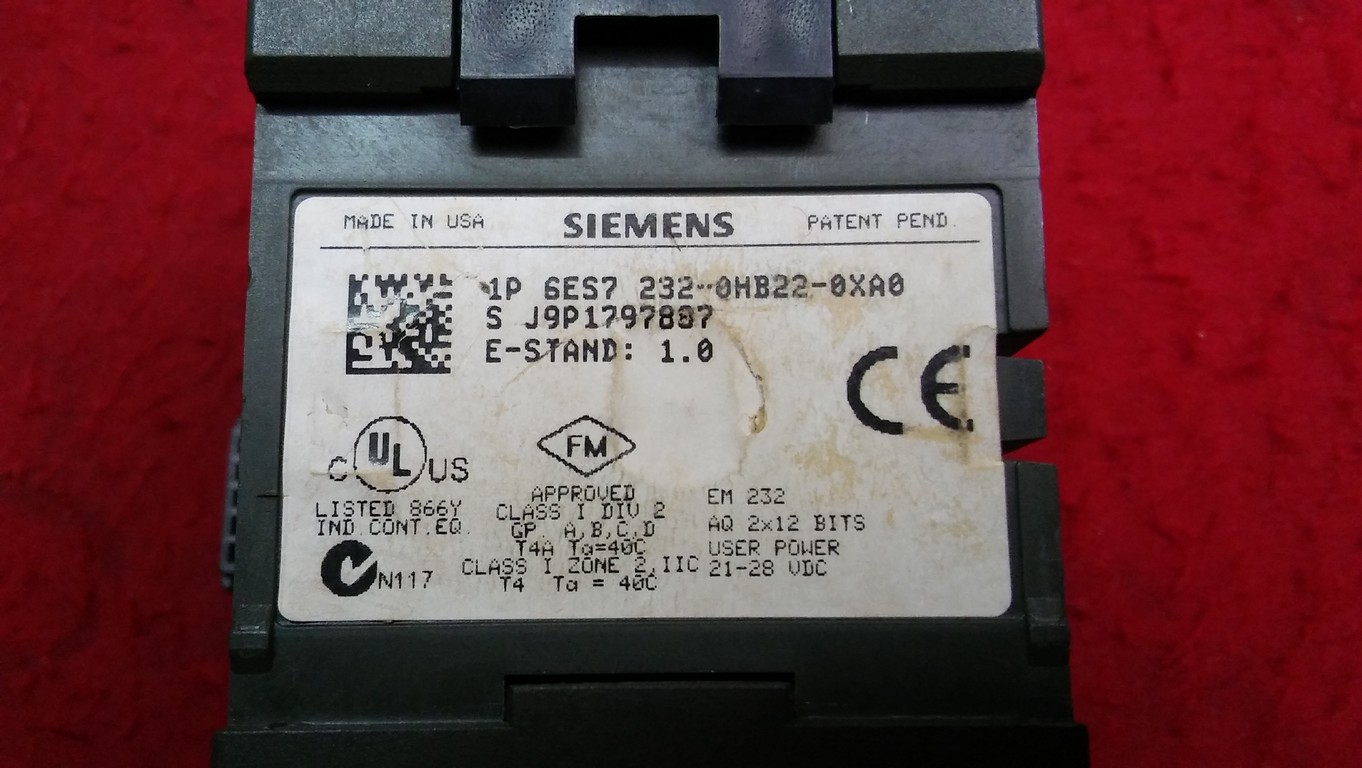 MADE IN USA SIEMENS PATENT PEND.
1P 6ES7 232-0HB22-0XA0
S J9P1797807
E-STAND: 1.0
CE
C UL US
LISTED 866Y
IND.CONT.EQ.
N117
FM
APPROVED
CLASS I DIV 2
GP. A,B,C,D
T4A Ta=40C
CLASS I ZONE 2,IIC
T4 Ta = 40C
EM 232
AQ 2x12 BITS
USER POWER
21-28 VDC